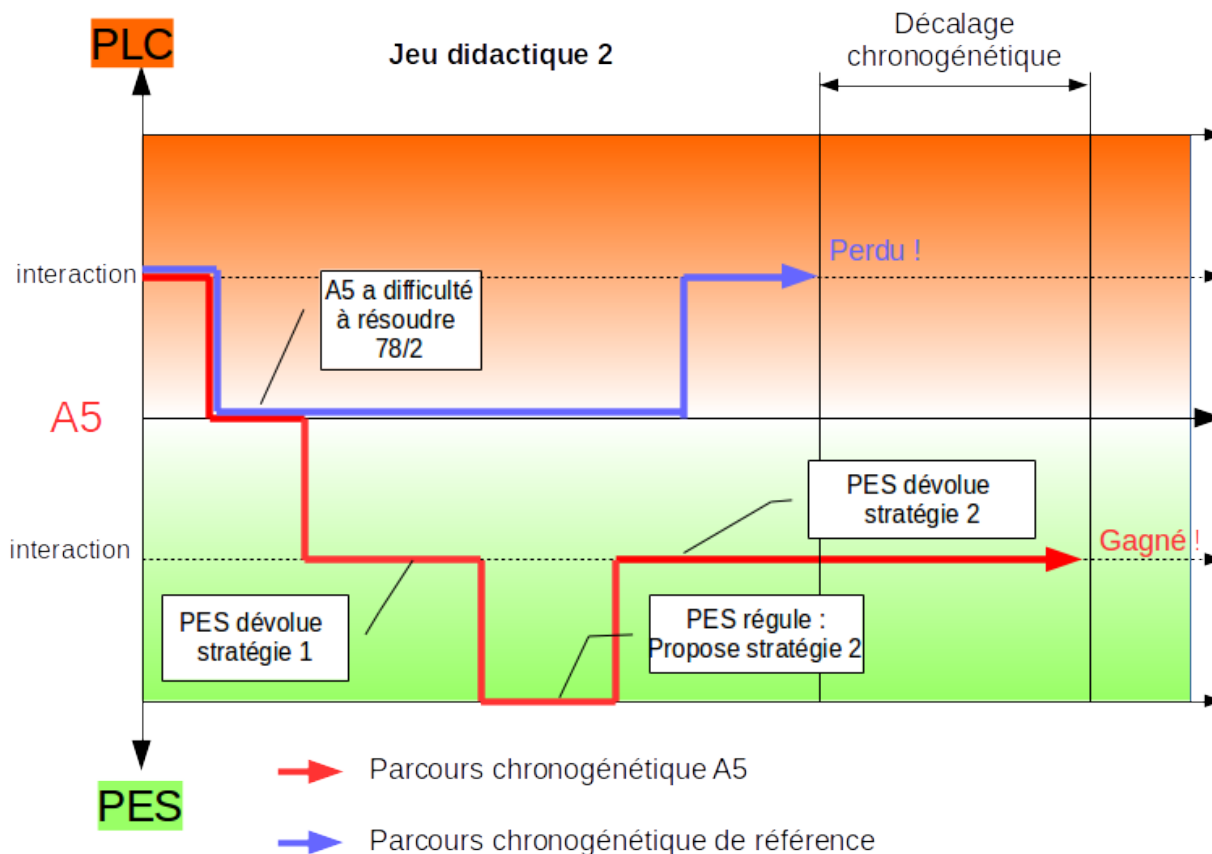 PLC
Jeu didactique 2
Décalage
chronogénétique
interaction
Perdu !
A5 a difficulté
à résoudre
78/2
A5
PES dévolue
stratégie 2
interaction
Gagné !
PES dévolue
stratégie 1
PES régule :
Propose stratégie 2
PES
Parcours chronogénétique A5
Parcours chronogénétique de référence